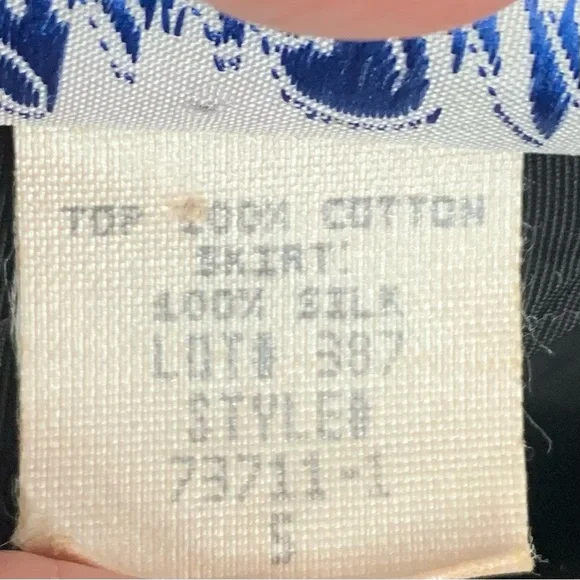 TOP 100% COTTON
SKIRT:
100% SILK
LOT# 387
STYLE#
73711-1
S